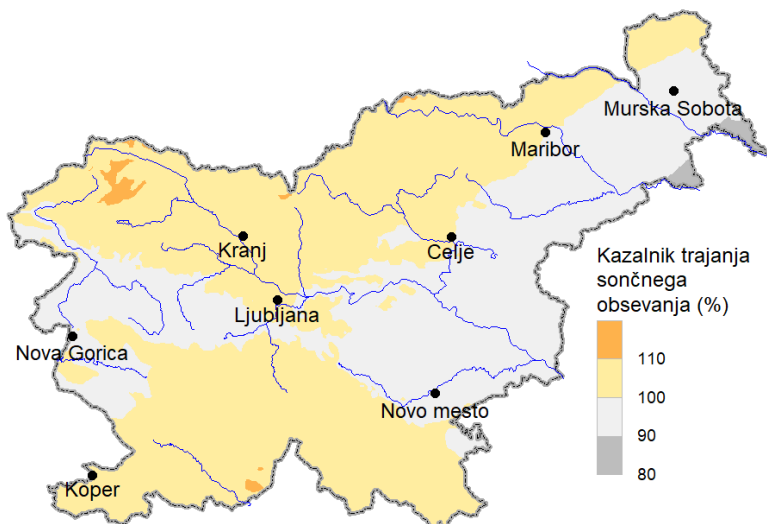 Murska Sobota
Maribor
Kranj
Celje
Ljubljana
Nova Gorica
Novo mesto
Koper
Kazalnik trajanja
sončnega
obsevanja (%)
110
100
90
80